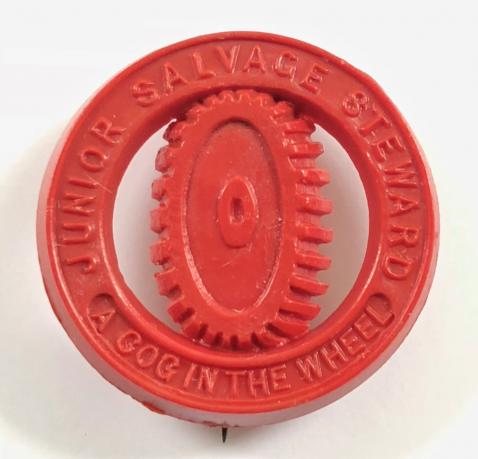 JUNIOR SALVAGE STEWARD
A COG IN THE WHEEL